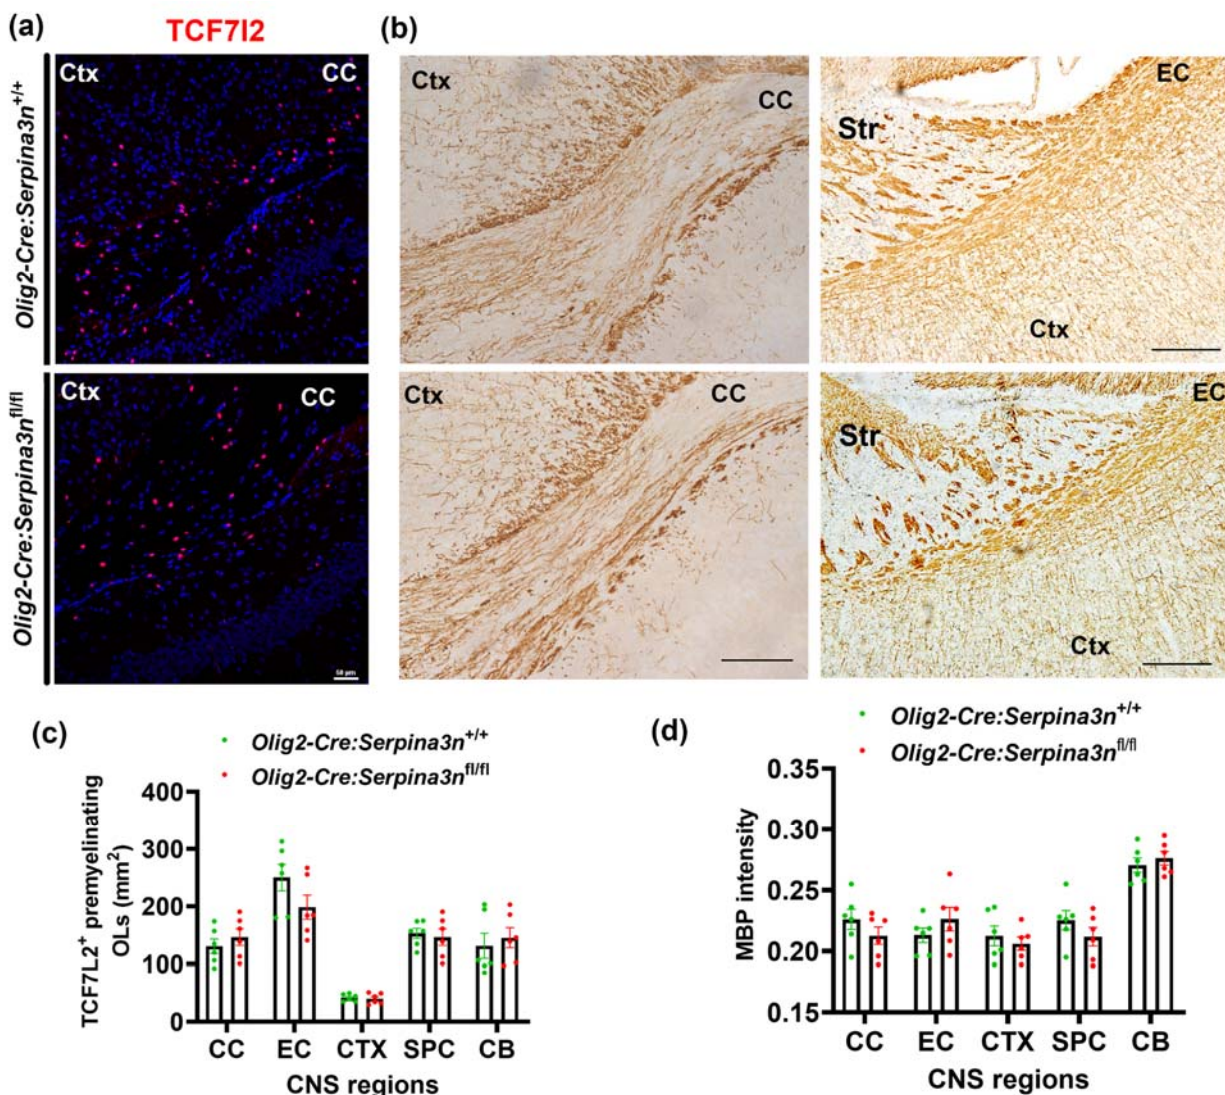 (a)
TCF7l2
(b)
Olig2-Cre:Serpina3n+/+
Ctx
CC
Ctx
CC
Str
EC
Ctx
Olig2-Cre:Serpina3nfl/fl
Ctx
CC
50 µm
Ctx
CC
Str
EC
Ctx
(c)
Olig2-Cre:Serpina3n+/+
Olig2-Cre:Serpina3nfl/fl
TCF7L2+ premyelinating
OLs (mm2)
400
300
200
100
0
CC EC CTX SPC CB
CNS regions
(d)
Olig2-Cre:Serpina3n+/+
Olig2-Cre:Serpina3nfl/fl
MBP intensity
0.35
0.30
0.25
0.20
0.15
CC EC CTX SPC CB
CNS regions